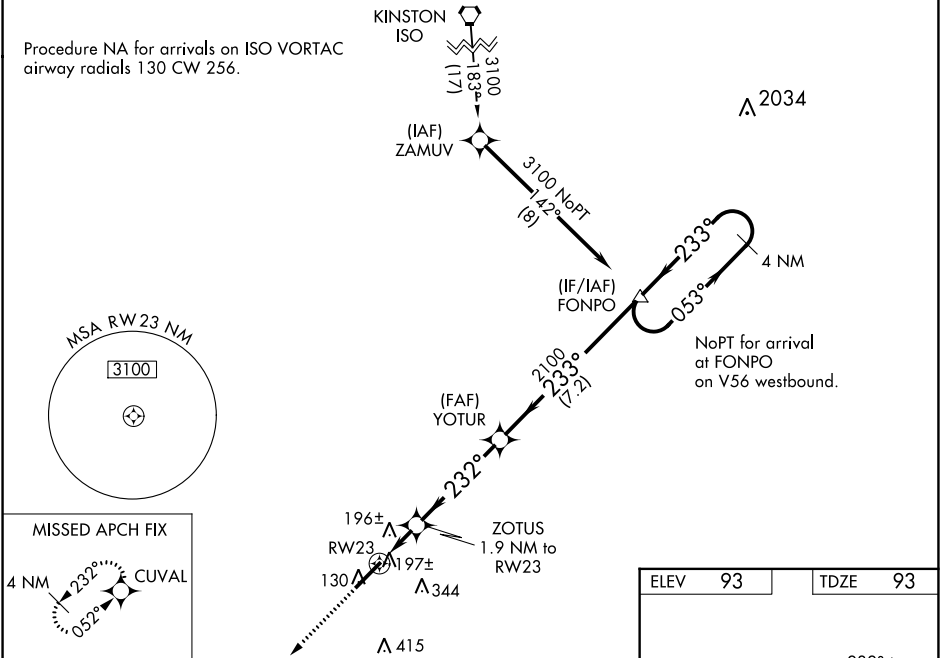 Procedure NA for arrivals on ISO VORTAC
airway radials 130 CW 256.
KINSTON
ISO
3100
183°
(17)
2034
(IAF)
ZAMUV
3100 NoPT
142°
(8)
233°
4 NM
053°
(IF/IAF)
FONPO
NoPT for arrival
at FONPO
on V56 westbound.
MSA RW23 NM
3100
2100
233°
(7.2)
(FAF)
YOTUR
232°
196±
ZOTUS
1.9 NM to
RW23
RW23
197±
130
344
415
MISSED APCH FIX
4 NM
232°
CUVAL
052°
ELEV 93
TDZE 93